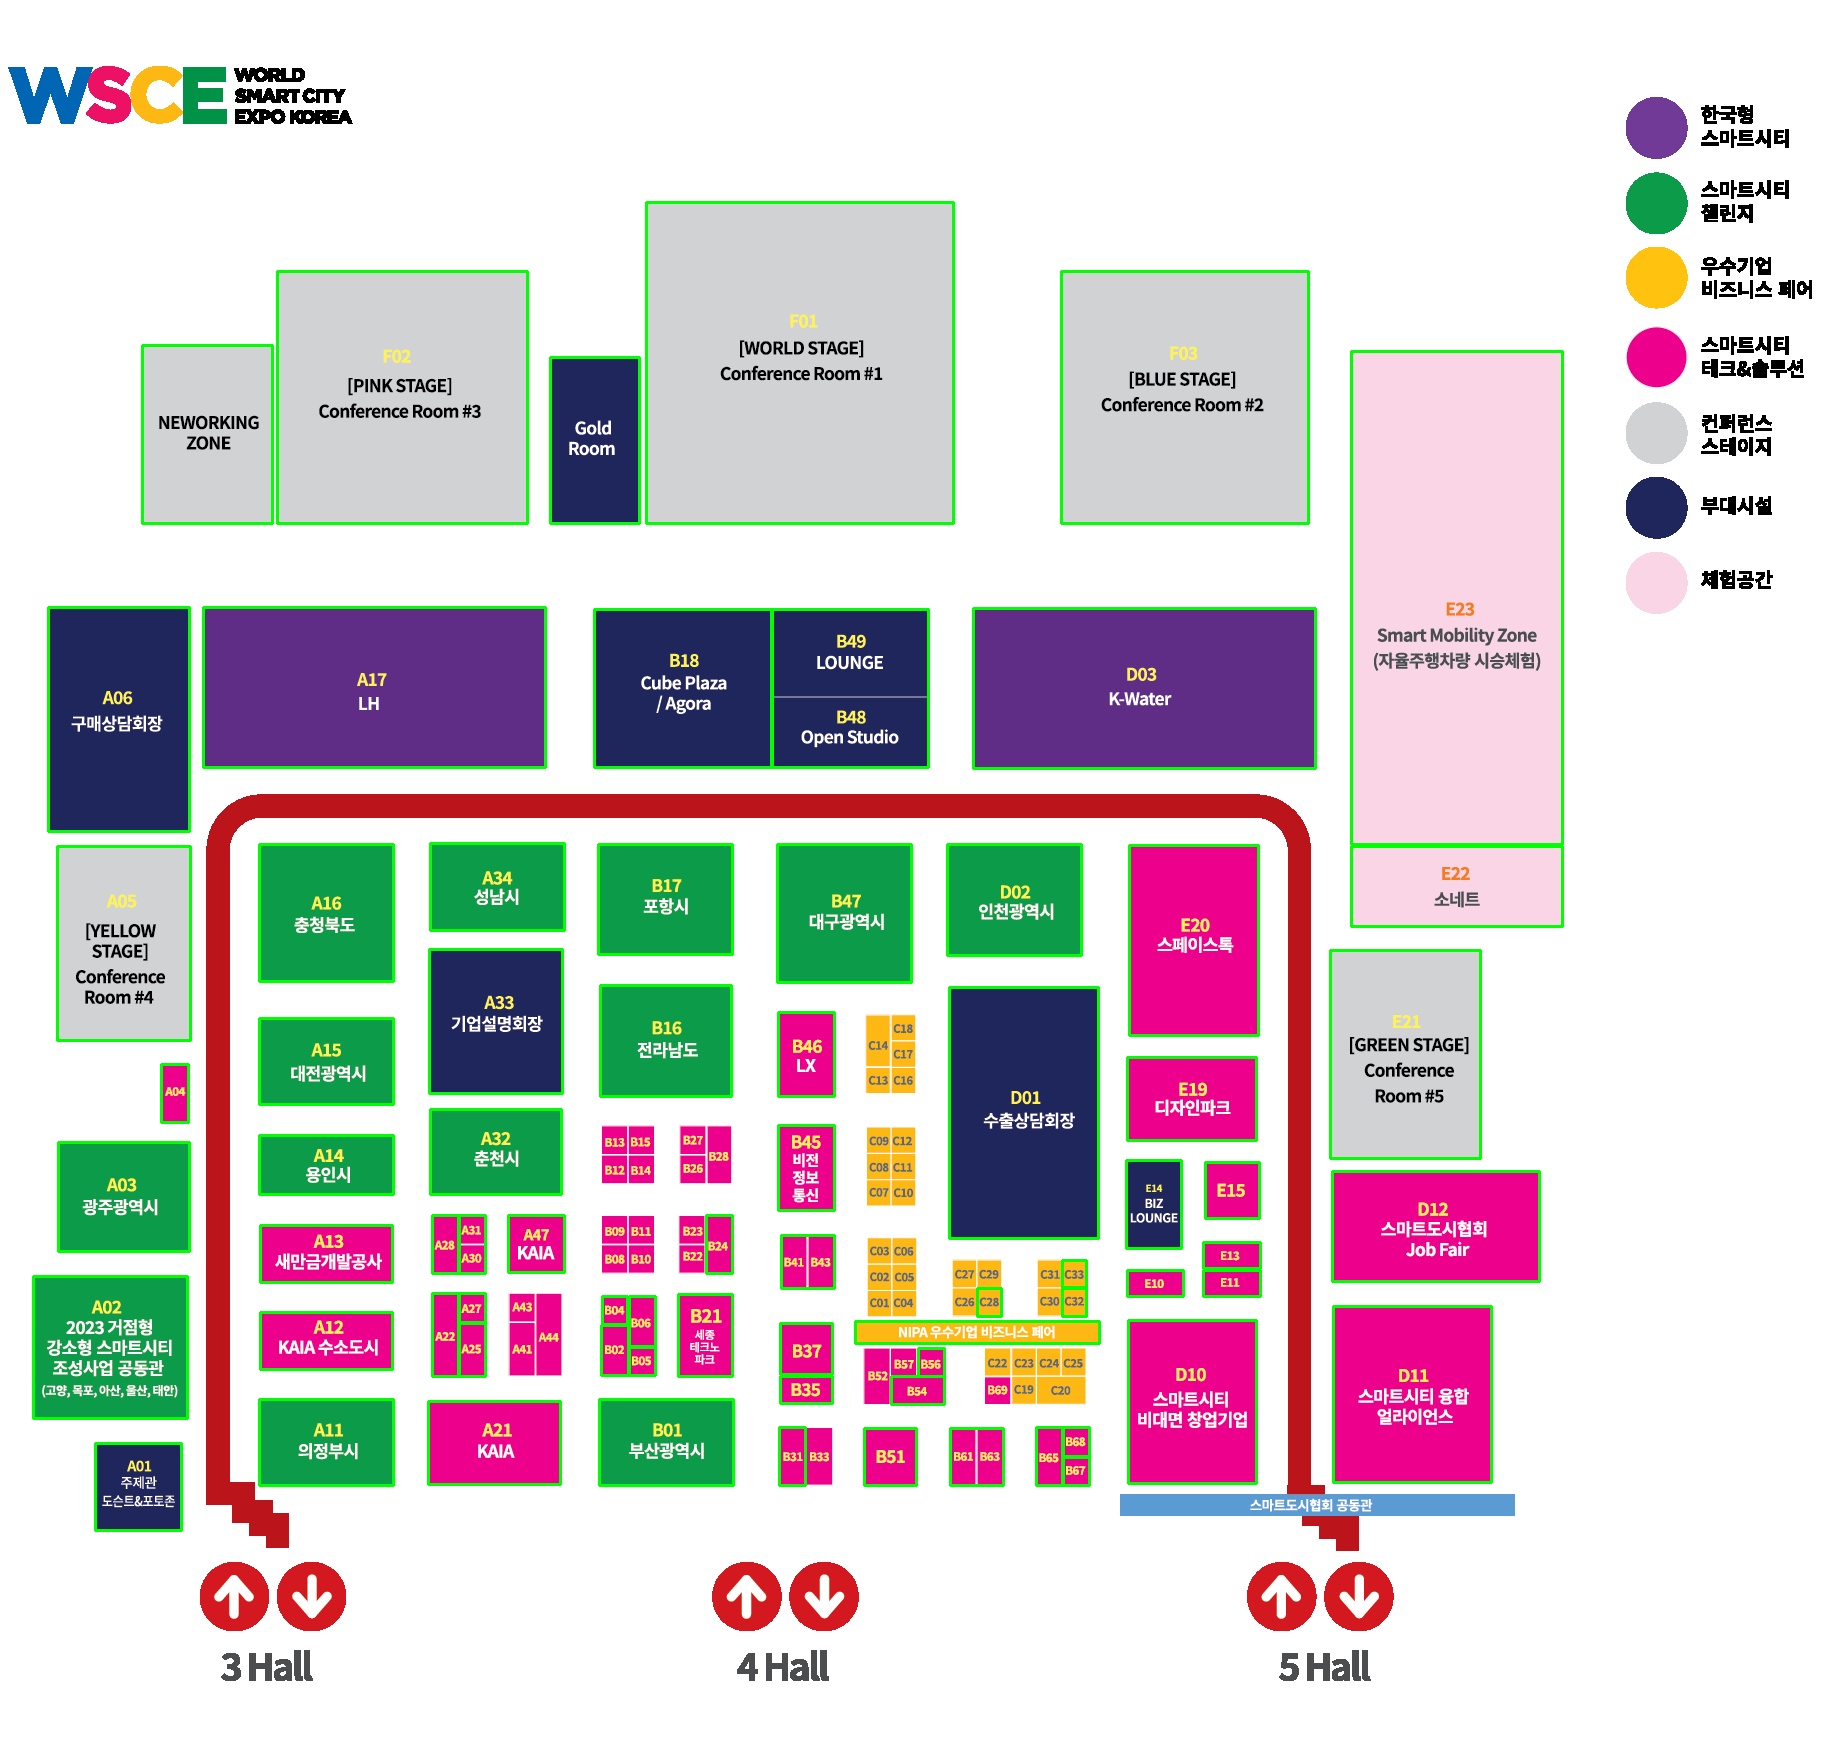 WSCE
WORLD
SMART CITY
EXPO KOREA
한국형
스마트시티
스마트시티
챌린지
우수기업
비즈니스 페어
스마트시티
테크&솔루션
컨퍼런스
스테이지
부대시설
체험공간
NEWORKING
ZONE
F02
[PINK STAGE]
Conference Room #3
Gold
Room
F01
[WORLD STAGE]
Conference Room #1
F03
[BLUE STAGE]
Conference Room #2
E23
Smart Mobility Zone
(자율주행차량 시승체험)
E22
소네트
A06
구매상담회장
A17
LH
B18
Cube Plaza
/ Agora
B49
LOUNGE
B48
Open Studio
D03
K-Water
A05
[YELLOW
STAGE]
Conference
Room #4
A04
A03
광주광역시
A02
2023 거점형
강소형 스마트시티
조성사업 공동관
(고양, 목포, 아산, 울산, 태안)
A01
주제관
도슨트&포토존
A16
충청북도
A15
대전광역시
A14
용인시
A13
새만금개발공사
A12
KAIA 수소도시
A11
의정부시
A34
성남시
A33
기업설명회장
A32
춘천시
A28
A31
A30
A47
KAIA
A22
A27
A25
A43
A41
A44
A21
KAIA
B17
포항시
B16
전라남도
B13
B15
B12
B14
B27
B26
B28
B09
B11
B08
B10
B23
B22
B24
B04
B02
B06
B05
B21
세종
테크노
파크
B01
부산광역시
B47
대구광역시
B46
LX
B45
비전
정보
통신
B41
B43
B37
B35
B31
B33
C14
C18
C17
C13
C16
C09
C12
C08
C11
C07
C10
C03
C06
C02
C05
C01
C04
C27
C29
C26
C28
C31
C33
C30
C32
NIPA 우수기업 비즈니스 페어
B52
B57
B56
B54
C22
C23
C24
C25
B69
C19
C20
B51
B61
B63
B65
B68
B67
D02
인천광역시
D01
수출상담회장
E20
스페이스톡
E19
디자인파크
E14
BIZ
LOUNGE
E15
E13
E10
E11
D10
스마트시티
비대면 창업기업
E21
[GREEN STAGE]
Conference
Room #5
D12
스마트도시협회
Job Fair
D11
스마트시티 융합
얼라이언스
스마트도시협회 공동관
3 Hall
4 Hall
5 Hall